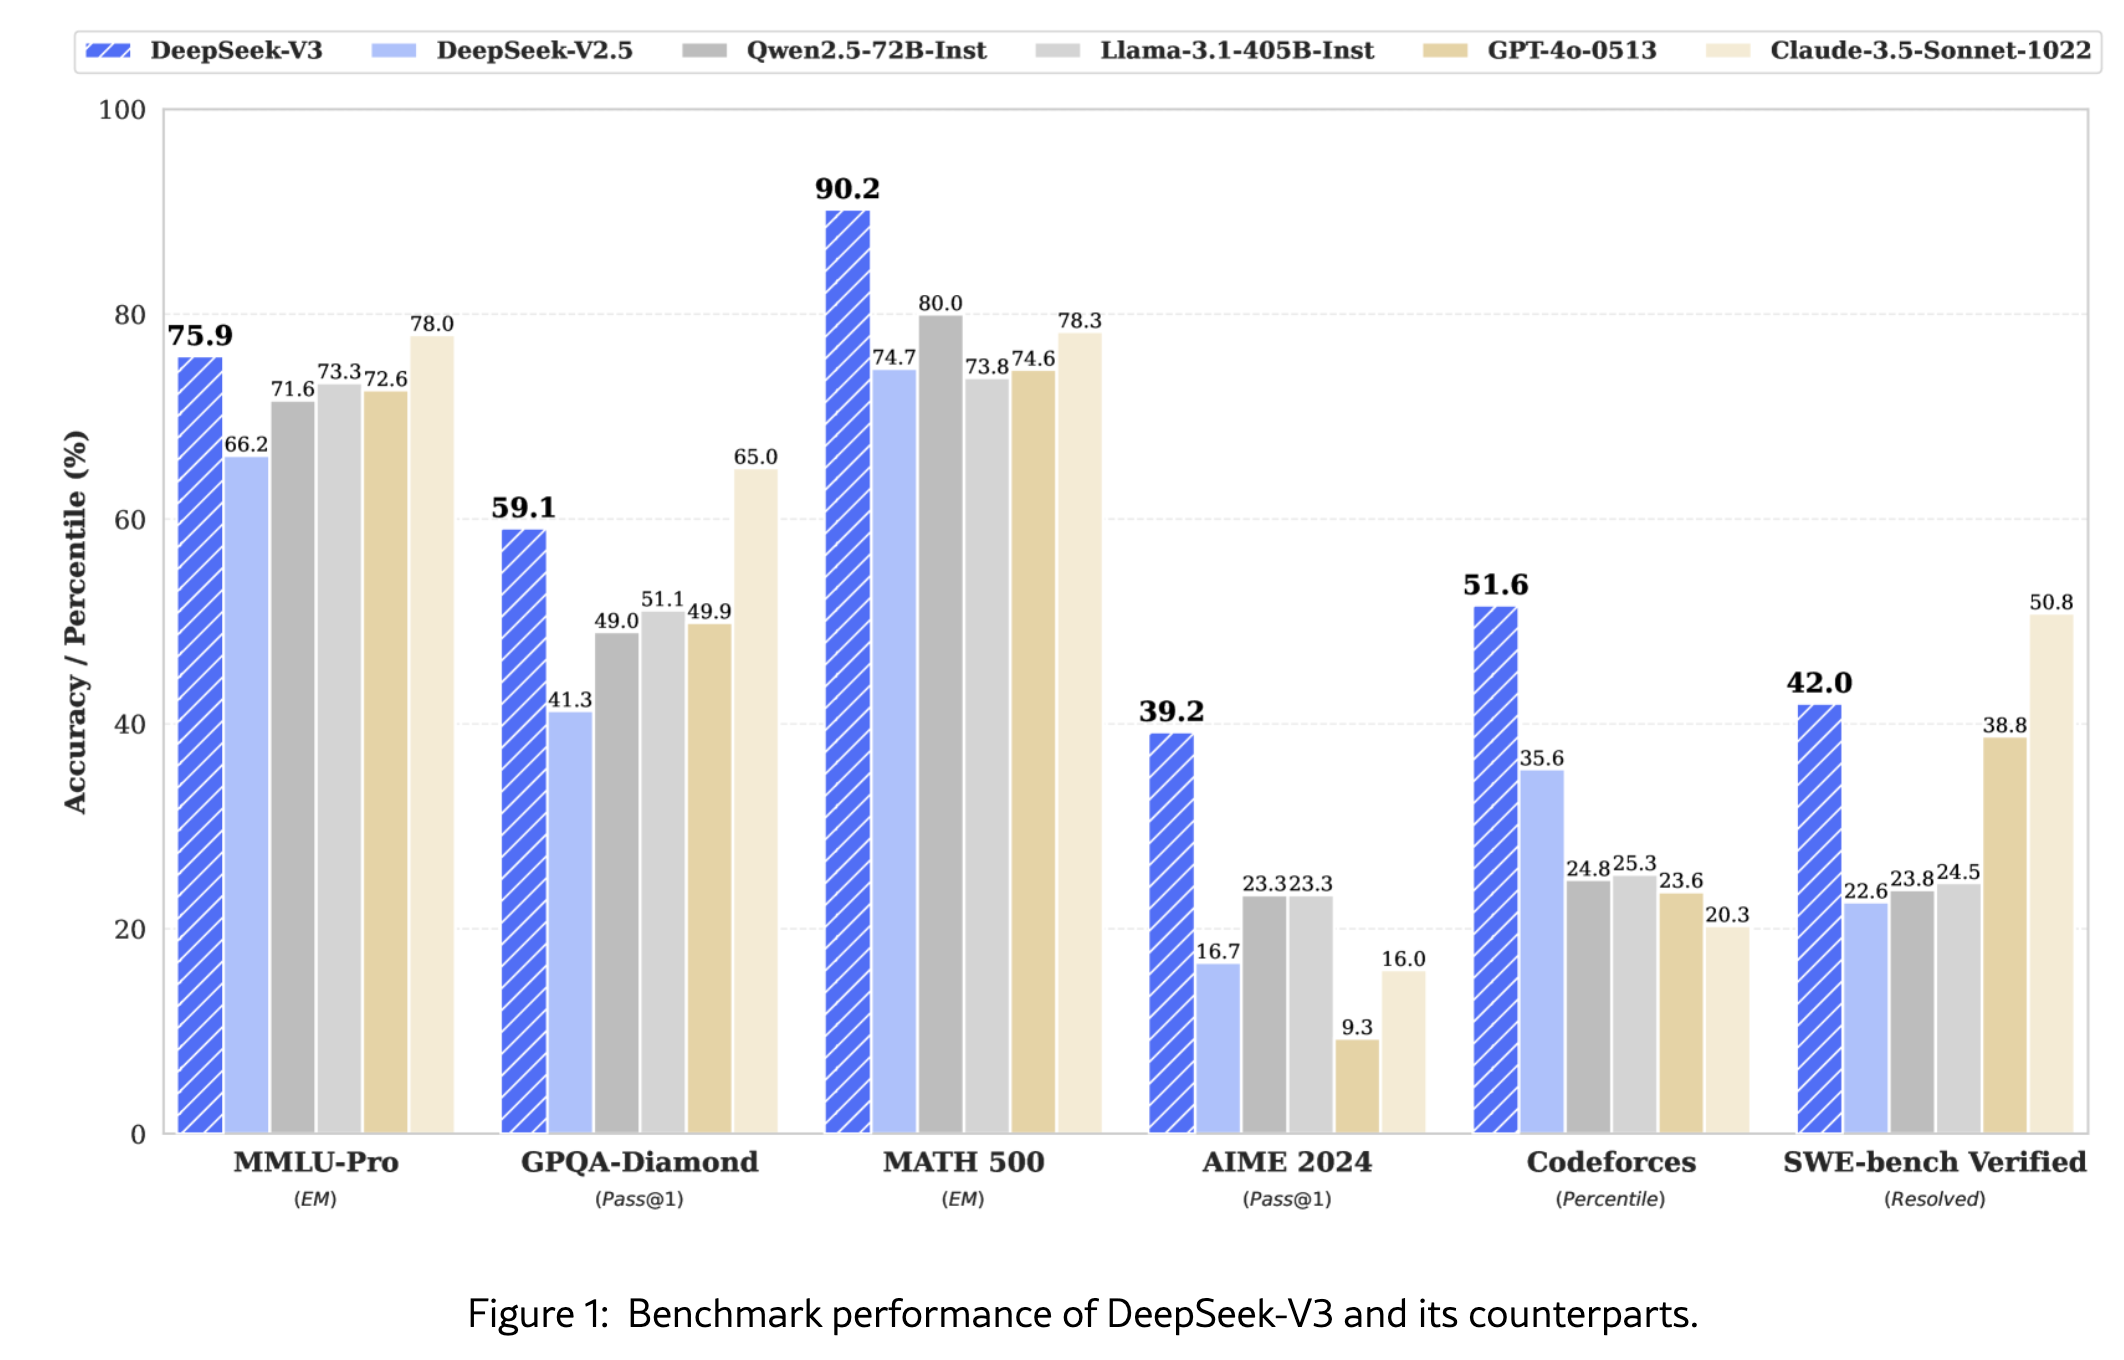 DeepSeek-V3 DeepSeek-V2.5 Qwen2.5-72B-Inst Llama-3.1-405B-Inst GPT-4o-0513 Claude-3.5-Sonnet-1022
Accuracy / Percentile (%)
100
80
60
40
20
0
75.9 66.2 71.6 73.3 72.6 78.0
59.1 41.3 49.0 51.1 49.9 65.0
90.2 74.7 80.0 73.8 74.6 78.3
39.2 16.7 23.3 23.3 9.3 16.0
51.6 35.6 24.8 25.3 23.6 20.3
42.0 22.6 23.8 24.5 38.8 50.8
MMLU-Pro GPQA-Diamond MATH 500 AIME 2024 Codeforces SWE-bench Verified
(EM) (Pass@1) (EM) (Pass@1) (Percentile) (Resolved)
Figure 1: Benchmark performance of DeepSeek-V3 and its counterparts.